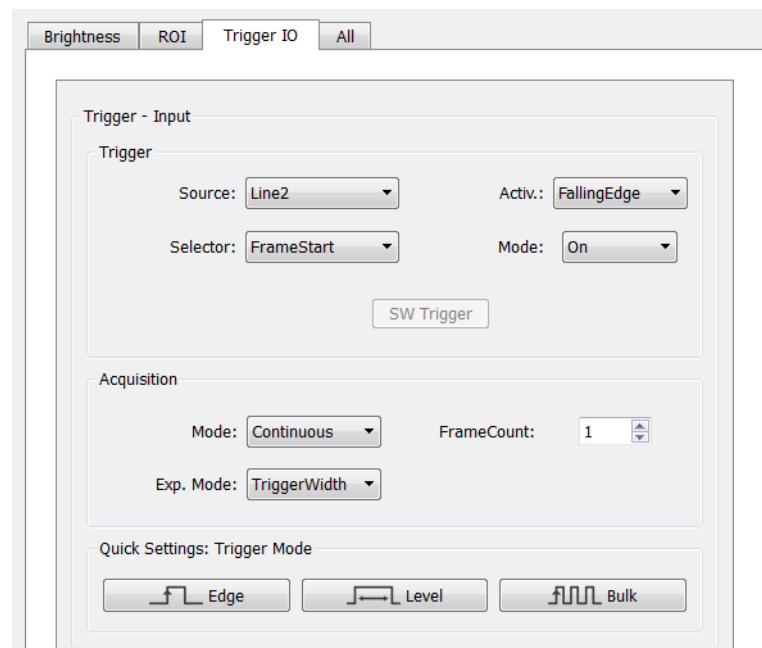 Brightness ROI Trigger IO All
Trigger - Input
Trigger
Source: Line2 Activ.: FallingEdge
Selector: FrameStart Mode: On
SW Trigger
Acquisition
Mode: Continuous FrameCount: 1
Exp. Mode: TriggerWidth
Quick Settings: Trigger Mode
Edge Level Bulk